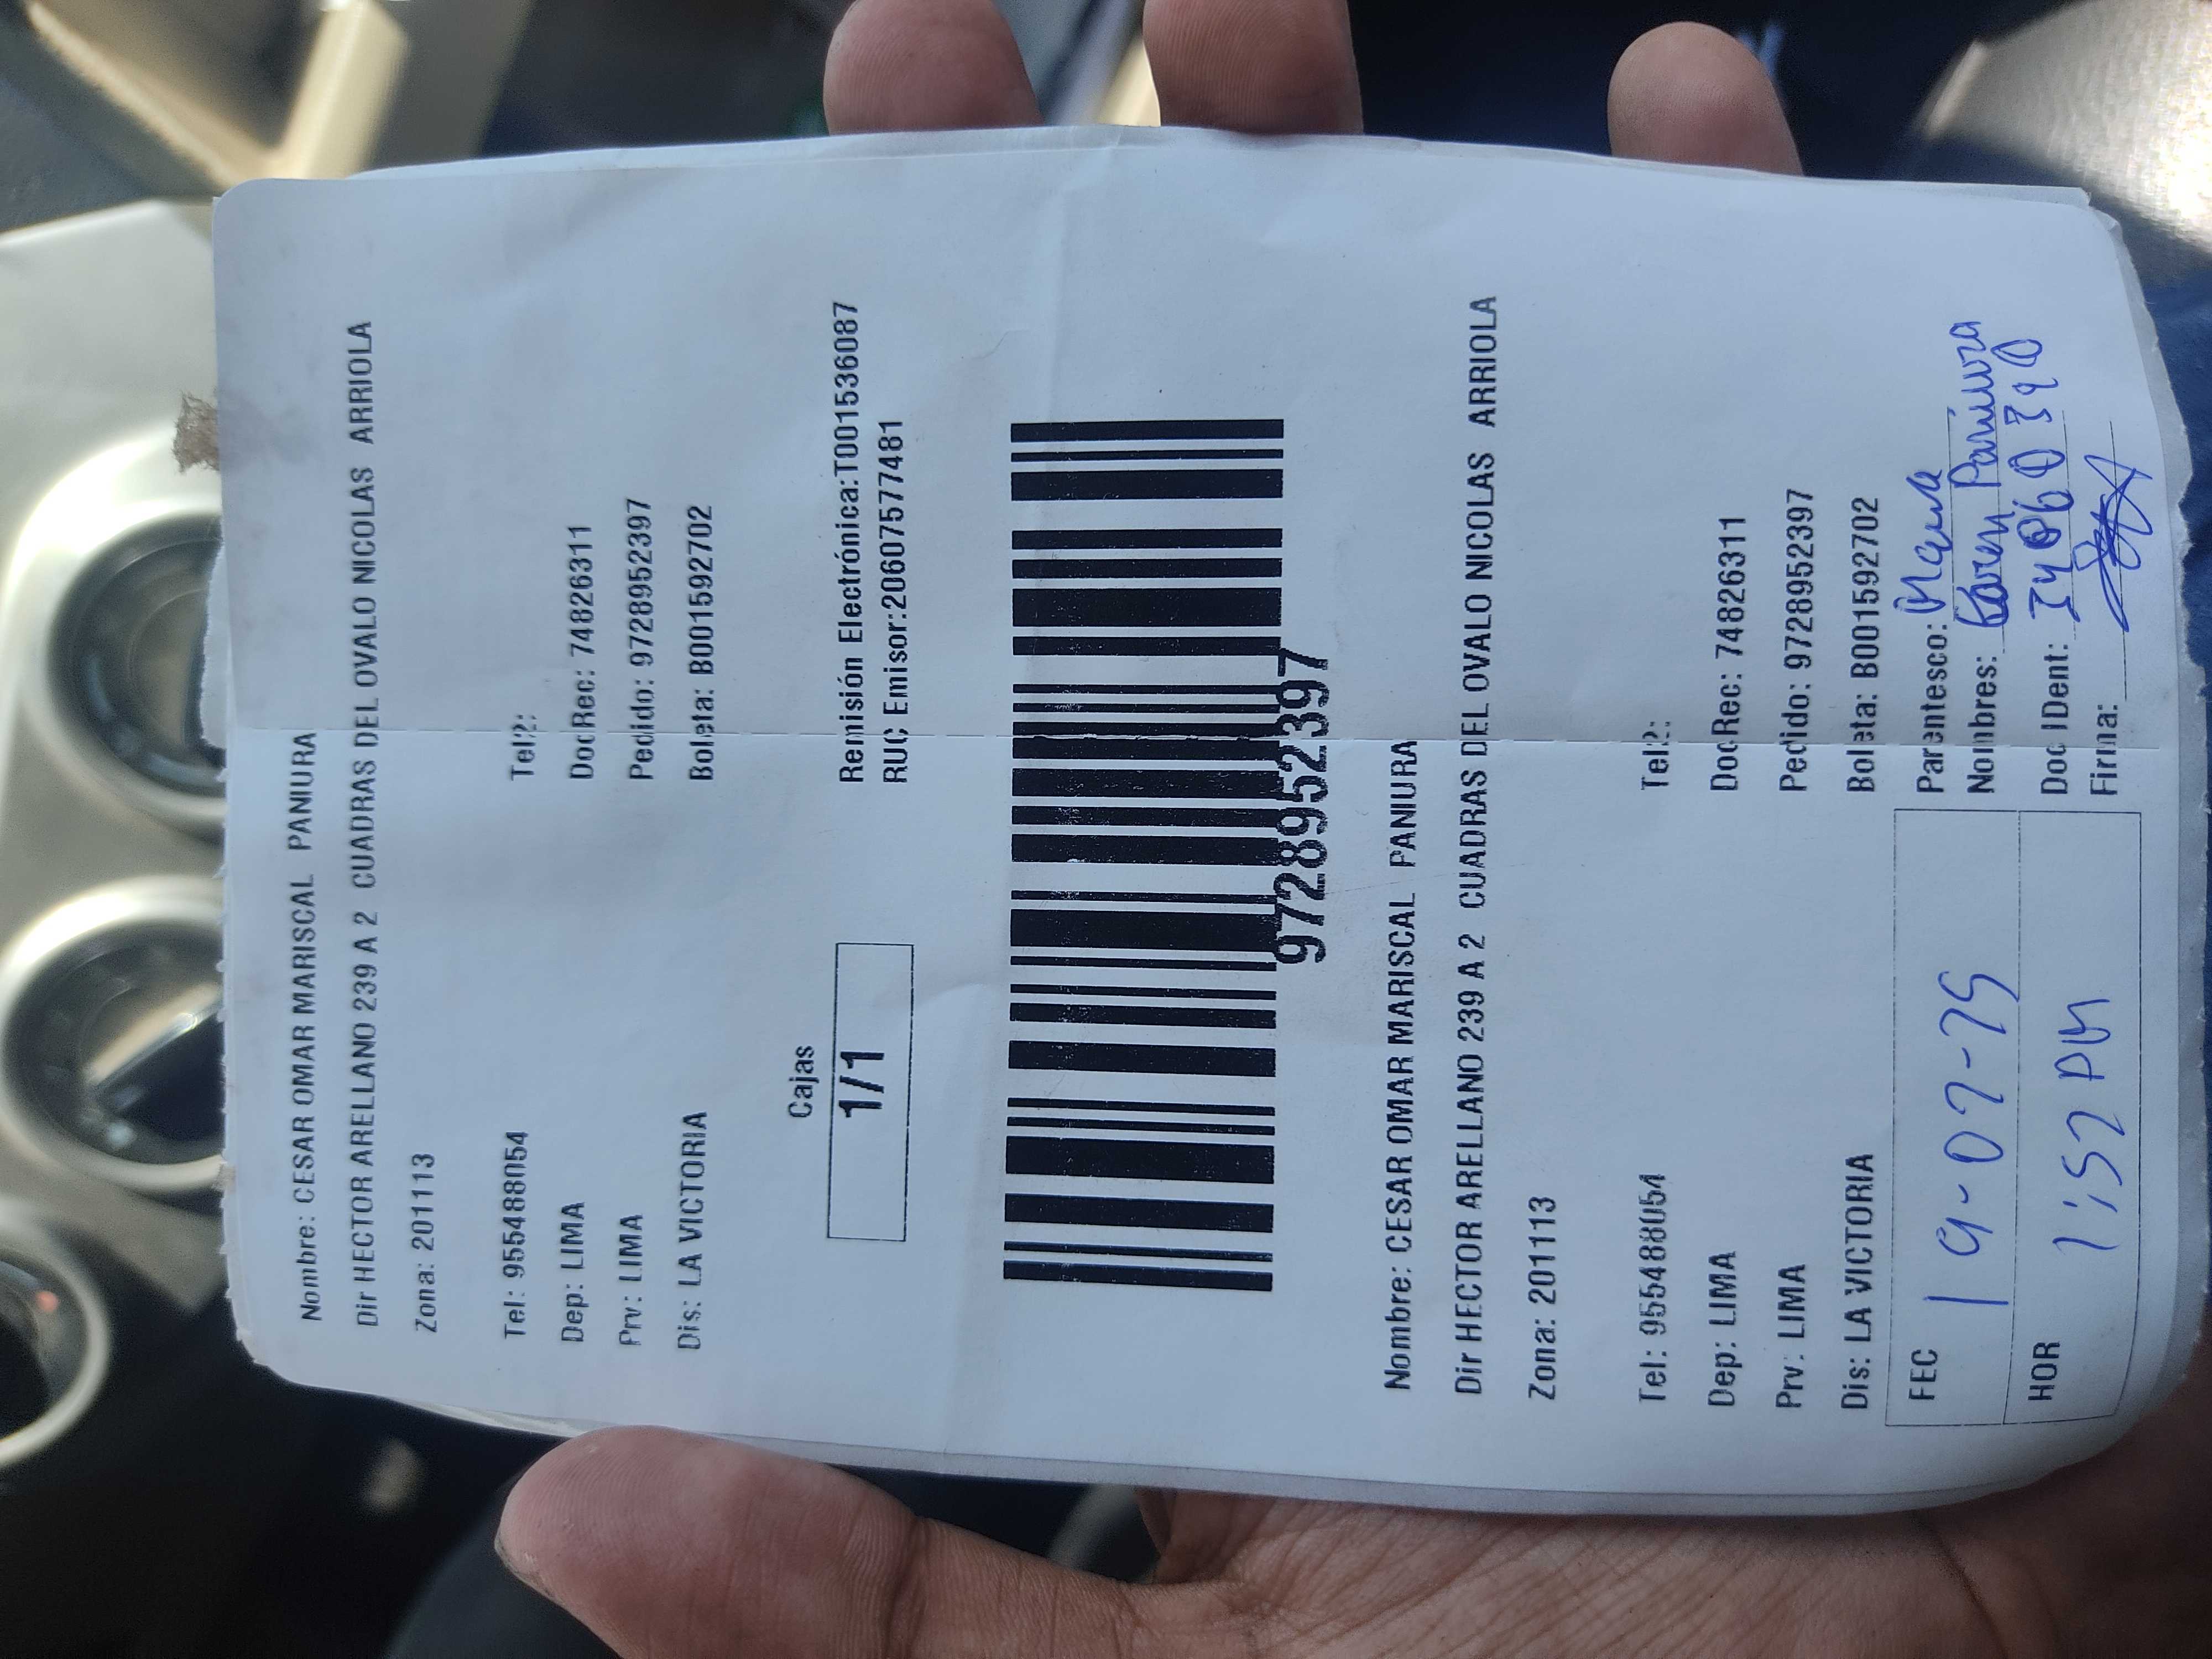 Nombre: CESAR OMAR MARISCAL PANIURA
Dir HECTOR ARELLANO 239 A 2 CUADRAS DEL OVALO NICOLAS ARRIOLA
Zona: 201113
Tel: 955488054 Tel2:
Dep: LIMA DocRec: 74826311
Prv: LIMA Pedido: 9728952397
Dis: LA VICTORIA Boleta: B001592702
Cajas
1/1
Remisión Electrónica:T001536087
RUC Emisor:20607577481
9728952397
Nombre: CESAR OMAR MARISCAL PANIURA
Dir HECTOR ARELLANO 239 A 2 CUADRAS DEL OVALO NICOLAS ARRIOLA
Zona: 201113
Tel: 955488054 Tel2:
Dep: LIMA DocRec: 74826311
Prv: LIMA Pedido: 9728952397
Dis: LA VICTORIA Boleta: B001592702
FEC 19-07-25 Parentesco:
Nombres: Paniura
HOR 1:52 PM Doc IDent:
Firma: